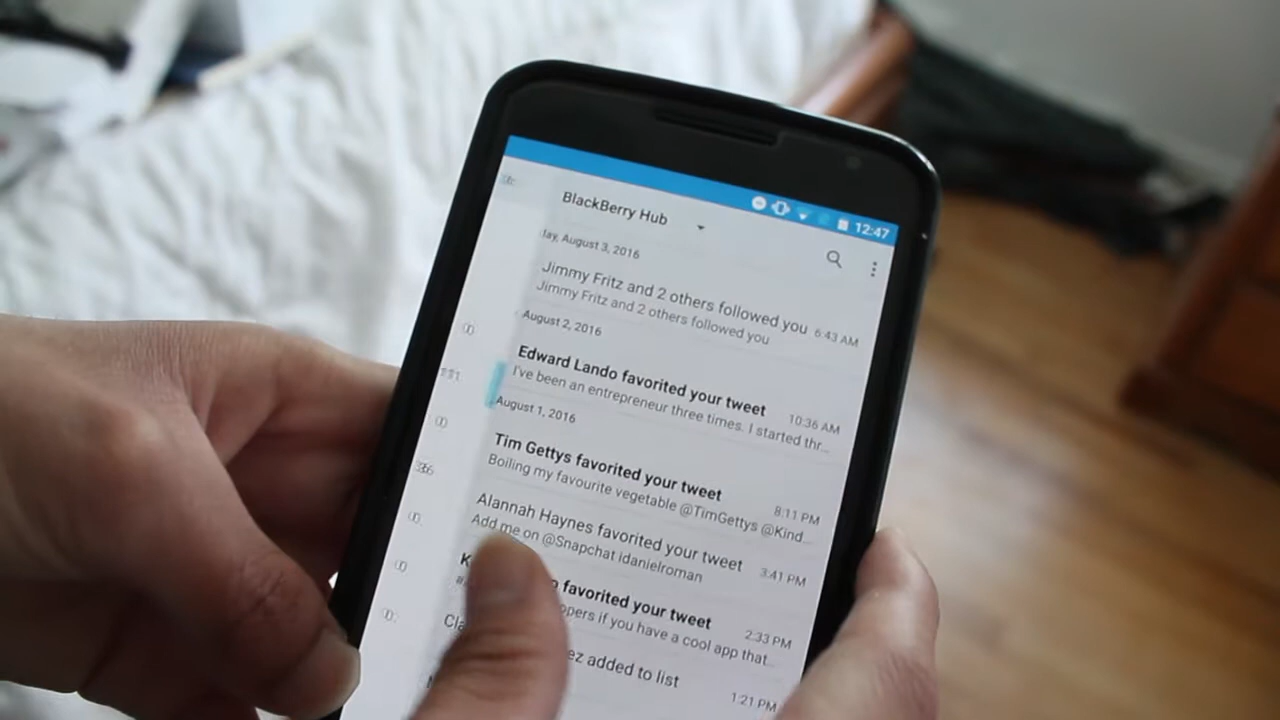 12:47
BlackBerry Hub
ay, August 3, 2016
Jimmy Fritz and 2 others followed you
Jimmy Fritz and 2 others followed you 6:43 AM
August 2, 2016
Edward Lando favorited your tweet
I've been an entrepreneur three times. I started thr... 10:36 AM
August 1, 2016
Tim Gettys favorited your tweet
Boiling my favourite vegetable @TimGettys @Kind... 8:11 PM
Alannah Haynes favorited your tweet
Add me on @Snapchat idanielroman 3:41 PM
favorited your tweet
opers if you have a cool app that... 2:33 PM
ez added to list
1:21 PM